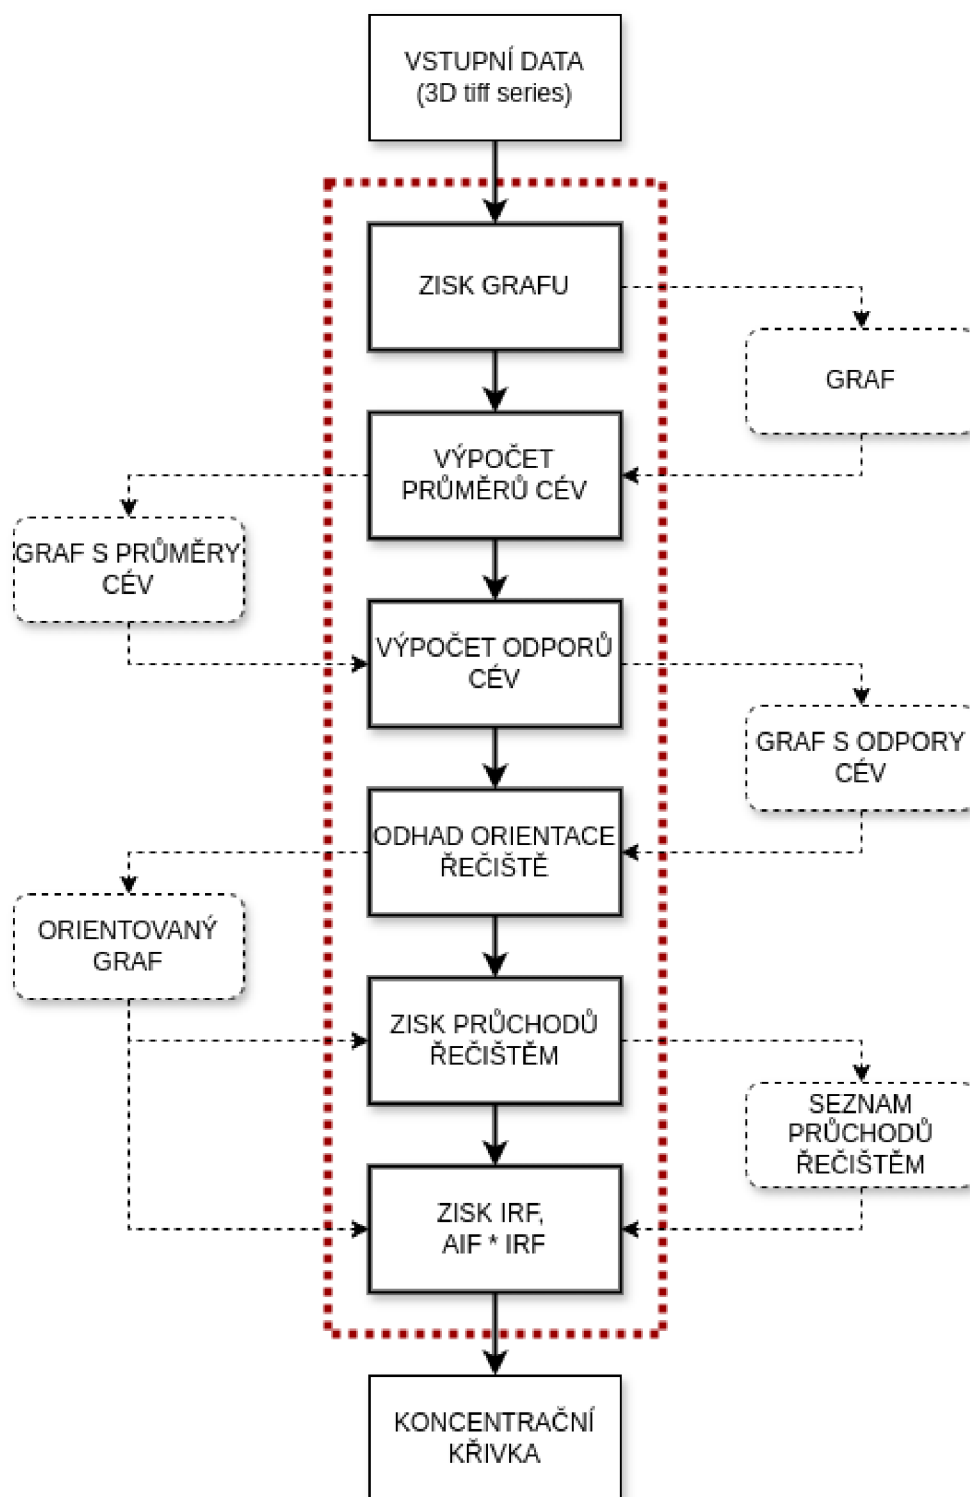 VSTUPNÍ DATA
(3D tiff series)
ZISK GRAFU
GRAF
VÝPOČET
PRŮMĚRŮ CÉV
GRAF S PRŮMĚRY
CÉV
VÝPOČET ODPORŮ
CÉV
GRAF S ODPORY
CÉV
ODHAD ORIENTACE
ŘEČIŠTĚ
ORIENTOVANÝ
GRAF
ZISK PRŮCHODŮ
ŘEČIŠTĚM
SEZNAM
PRŮCHODŮ
ŘEČIŠTĚM
ZISK IRF,
AIF * IRF
KONCENTRAČNÍ
KŘIVKA